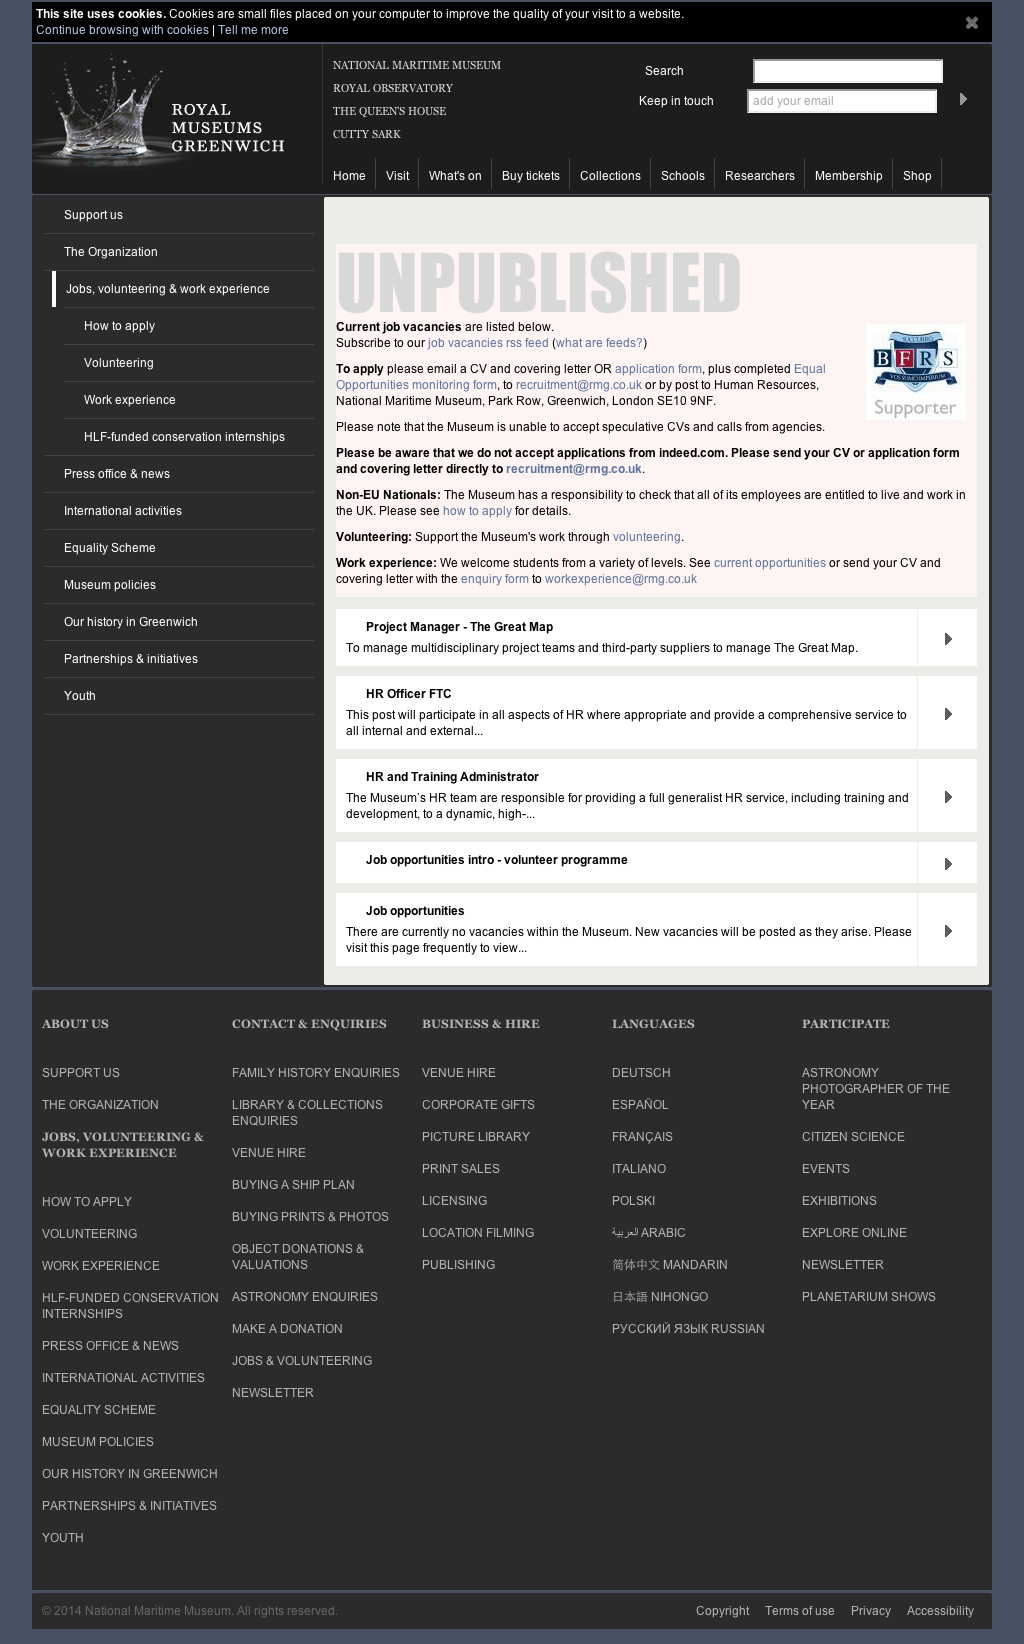 This site uses cookies. Cookies are small files placed on your computer to improve the quality of your visit to a website.
Continue browsing with cookies | Tell me more
ROYAL
MUSEUMS
GREENWICH
NATIONAL MARITIME MUSEUM
ROYAL OBSERVATORY
THE QUEEN'S HOUSE
CUTTY SARK
Search
Keep in touch
add your email
Home
Visit
What's on
Buy tickets
Collections
Schools
Researchers
Membership
Shop
Support us
The Organization
Jobs, volunteering & work experience
How to apply
Volunteering
Work experience
HLF-funded conservation internships
Press office & news
International activities
Equality Scheme
Museum policies
Our history in Greenwich
Partnerships & initiatives
Youth
UNPUBLISHED
Current job vacancies are listed below.
Subscribe to our job vacancies rss feed (what are feeds?)
To apply please email a CV and covering letter OR application form, plus completed Equal
Opportunities monitoring form, to recruitment@rmg.co.uk or by post to Human Resources,
National Maritime Museum, Park Row, Greenwich, London SE10 9NF.
SUCCURRO
BFRS
VOS SUMO IMPERIUM
Supporter
Please note that the Museum is unable to accept speculative CVs and calls from agencies.
Please be aware that we do not accept applications from indeed.com. Please send your CV or application form
and covering letter directly to recruitment@rmg.co.uk.
Non-EU Nationals: The Museum has a responsibility to check that all of its employees are entitled to live and work in
the UK. Please see how to apply for details.
Volunteering: Support the Museum's work through volunteering.
Work experience: We welcome students from a variety of levels. See current opportunities or send your CV and
covering letter with the enquiry form to workexperience@rmg.co.uk
Project Manager - The Great Map
To manage multidisciplinary project teams and third-party suppliers to manage The Great Map.
HR Officer FTC
This post will participate in all aspects of HR where appropriate and provide a comprehensive service to
all internal and external...
HR and Training Administrator
The Museum's HR team are responsible for providing a full generalist HR service, including training and
development, to a dynamic, high-...
Job opportunities intro - volunteer programme
Job opportunities
There are currently no vacancies within the Museum. New vacancies will be posted as they arise. Please
visit this page frequently to view...
ABOUT US
SUPPORT US
THE ORGANIZATION
JOBS, VOLUNTEERING &
WORK EXPERIENCE
HOW TO APPLY
VOLUNTEERING
WORK EXPERIENCE
HLF-FUNDED CONSERVATION
INTERNSHIPS
PRESS OFFICE & NEWS
INTERNATIONAL ACTIVITIES
EQUALITY SCHEME
MUSEUM POLICIES
OUR HISTORY IN GREENWICH
PARTNERSHIPS & INITIATIVES
YOUTH
CONTACT & ENQUIRIES
FAMILY HISTORY ENQUIRIES
LIBRARY & COLLECTIONS
ENQUIRIES
VENUE HIRE
BUYING A SHIP PLAN
BUYING PRINTS & PHOTOS
OBJECT DONATIONS &
VALUATIONS
ASTRONOMY ENQUIRIES
MAKE A DONATION
JOBS & VOLUNTEERING
NEWSLETTER
BUSINESS & HIRE
VENUE HIRE
CORPORATE GIFTS
PICTURE LIBRARY
PRINT SALES
LICENSING
LOCATION FILMING
PUBLISHING
LANGUAGES
DEUTSCH
ESPAÑOL
FRANÇAIS
ITALIANO
POLSKI
العربية ARABIC
简体中文 MANDARIN
日本語 NIHONGO
РУССКИЙ ЯЗЫК RUSSIAN
PARTICIPATE
ASTRONOMY
PHOTOGRAPHER OF THE
YEAR
CITIZEN SCIENCE
EVENTS
EXHIBITIONS
EXPLORE ONLINE
NEWSLETTER
PLANETARIUM SHOWS
© 2014 National Maritime Museum. All rights reserved.
Copyright
Terms of use
Privacy
Accessibility